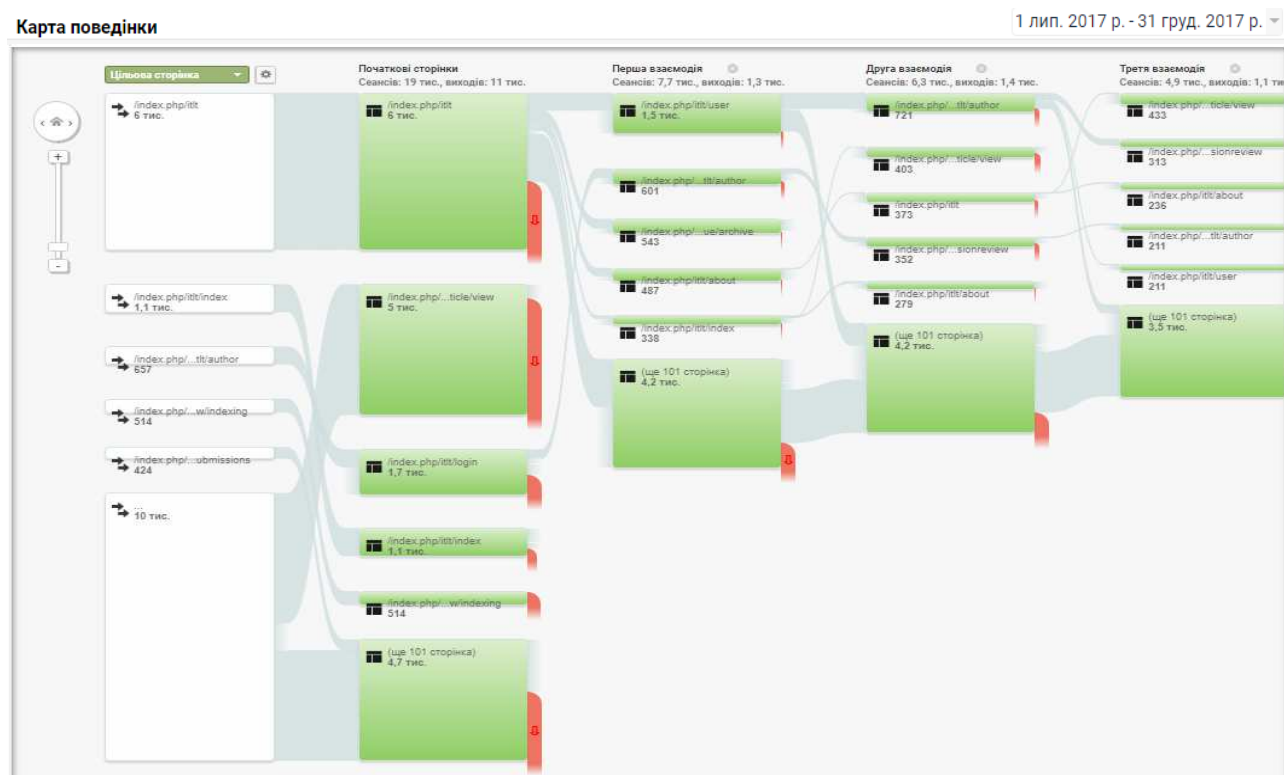 Карта поведінки
1 лип. 2017 р. - 31 груд. 2017 р.
Цільова сторінка
/index.php/itlt
6 тис.
/index.php/itlt/index
1,1 тис.
/index.php/...tlt/author
657
/index.php/...w/indexing
514
/index.php/...ubmissions
424
...
10 тис.
Початкові сторінки
Сеансів: 19 тис., виходів: 11 тис.
/index.php/itlt
6 тис.
/index.php/...ticle/view
5 тис.
/index.php/itlt/login
1,7 тис.
/index.php/itlt/index
1,1 тис.
/index.php/...w/indexing
514
(ще 101 сторінка)
4,7 тис.
Перша взаємодія
Сеансів: 7,7 тис., виходів: 1,3 тис.
/index.php/itlt/user
1,5 тис.
/index.php/...tlt/author
601
/index.php/...ue/archive
543
/index.php/itlt/about
487
/index.php/itlt/index
338
(ще 101 сторінка)
4,2 тис.
Друга взаємодія
Сеансів: 6,3 тис., виходів: 1,4 тис.
/index.php/...tlt/author
721
/index.php/...ticle/view
403
/index.php/itlt
373
/index.php/...sionreview
352
/index.php/itlt/about
279
(ще 101 сторінка)
4,2 тис.
Третя взаємодія
Сеансів: 4,9 тис., виходів: 1,1 ти
/index.php/...ticle/view
433
/index.php/...sionreview
313
/index.php/itlt/about
236
/index.php/...tlt/author
211
/index.php/itlt/user
211
(ще 101 сторінка)
3,5 тис.